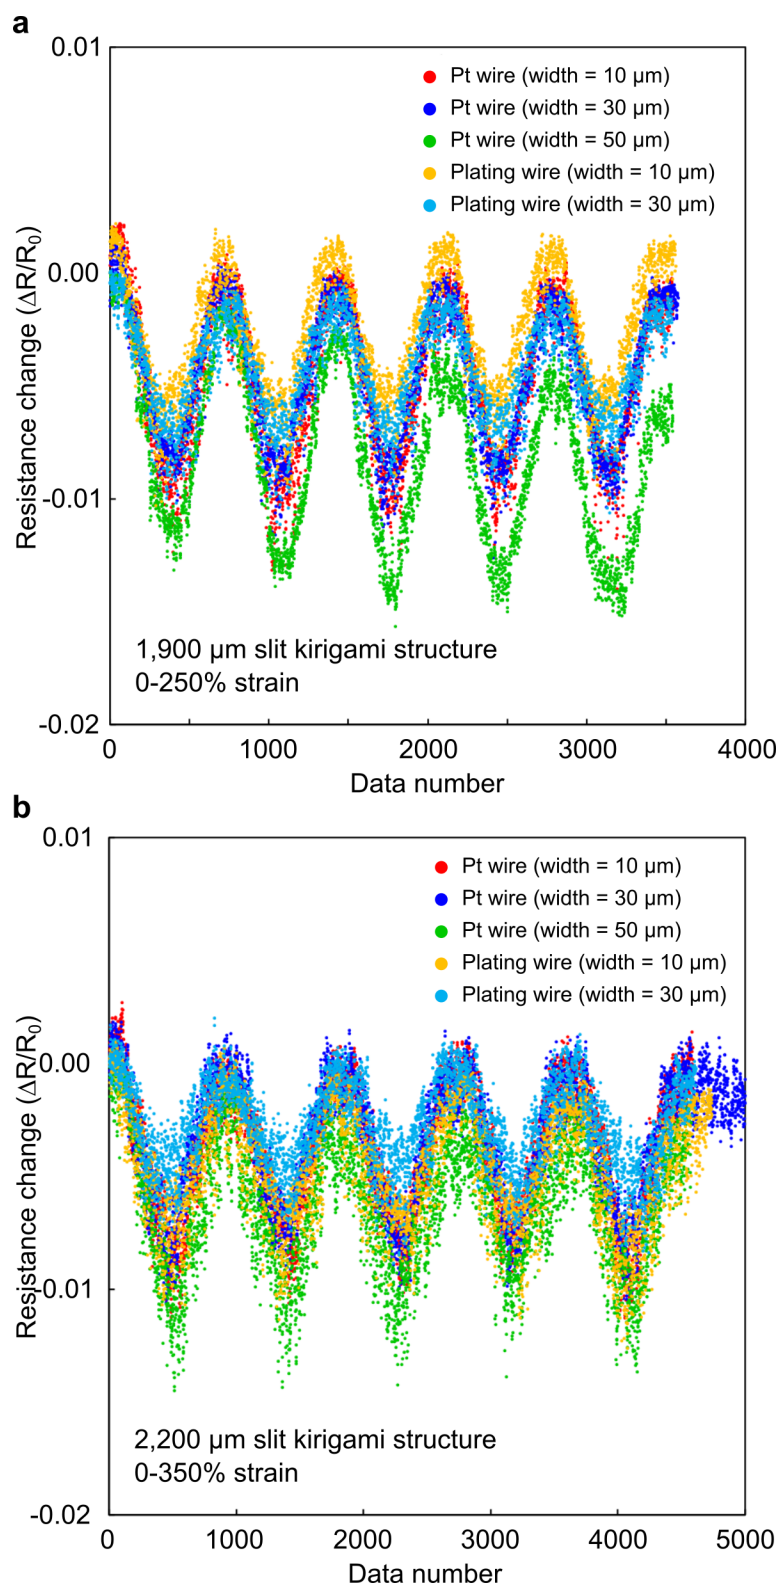 a
0.01
Pt wire (width = 10 μm)
Pt wire (width = 30 μm)
Pt wire (width = 50 μm)
Plating wire (width = 10 μm)
Plating wire (width = 30 μm)
0.00
Resistance change (ΔR/R₀)
-0.01
1,900 μm slit kirigami structure
0-250% strain
-0.02
0 1000 2000 3000 4000
Data number
b
0.01
Pt wire (width = 10 μm)
Pt wire (width = 30 μm)
Pt wire (width = 50 μm)
Plating wire (width = 10 μm)
Plating wire (width = 30 μm)
0.00
Resistance change (ΔR/R₀)
-0.01
2,200 μm slit kirigami structure
0-350% strain
-0.02
0 1000 2000 3000 4000 5000
Data number